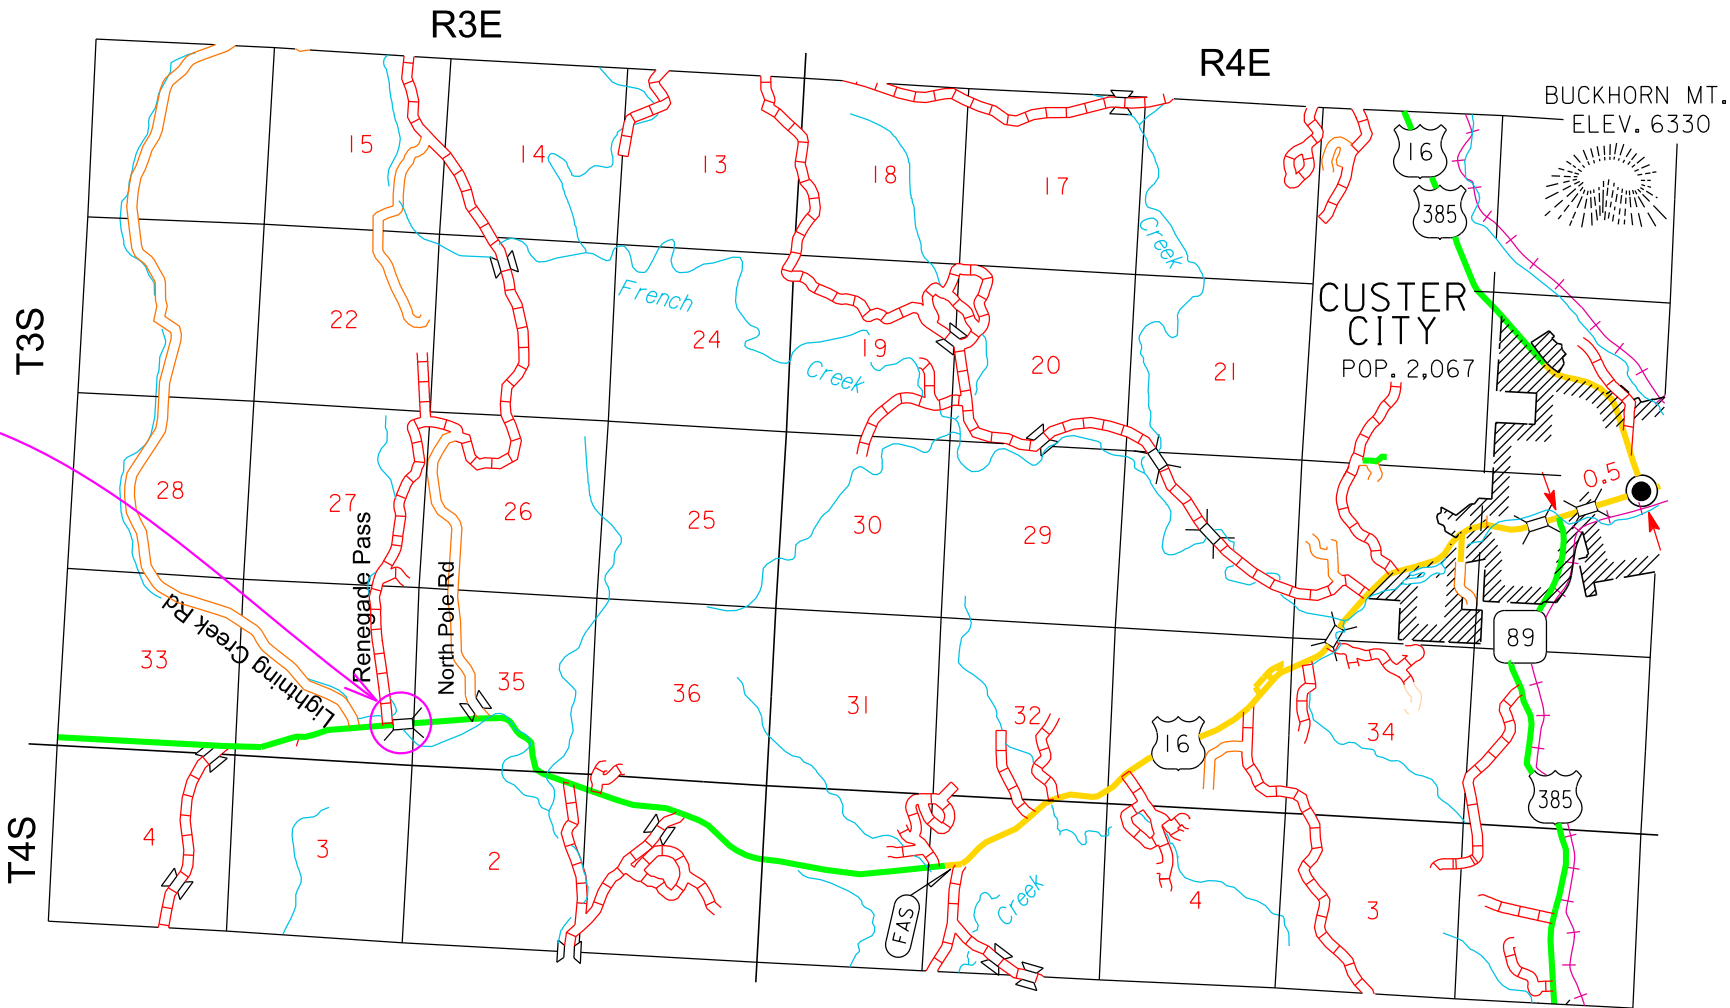 R3E
R4E
BUCKHORN MT.
ELEV. 6330
16
385
15
14
13
18
17
Creek
T3S
French
CUSTER
CITY
POP. 2,067
22
24
19
Creek
20
21
28
27
26
25
30
29
0.5
Renegade Pass
North Pole Rd
Lightning Creek Rd
33
35
36
31
32
34
89
16
385
T4S
4
3
2
FAS
Creek
4
3